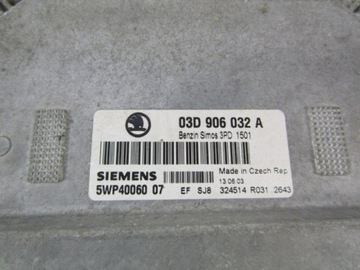 03D 906 032 A
Benzin Simos 3PD 1501
SIEMENS
Made in Czech Rep
5WP40060 07
13.06.03
EF SJ8 324514 R031 2643